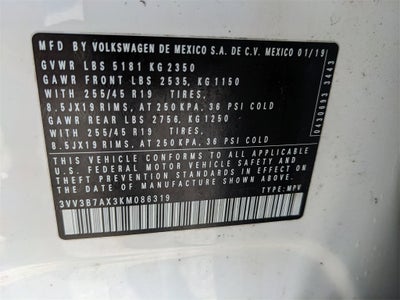 MFD BY VOLKSWAGEN DE MEXICO S.A. DE C.V. MEXICO 01/19
GVWR LBS 5181 KG 2350
GAWR FRONT LBS 2535, KG 1150
WITH 255/45 R19 TIRES,
8.5JX19 RIMS, AT 250 KPA, 36 PSI COLD
GAWR REAR LBS 2756, KG 1250
WITH 255/45 R19 TIRES,
8.5JX19 RIMS, AT 250 KPA, 36 PSI COLD
THIS VEHICLE CONFORMS TO ALL APPLICABLE
U.S. FEDERAL MOTOR VEHICLE SAFETY AND
THEFT PREVENTION STANDARDS IN EFFECT ON
THE DATE OF MANUFACTURE SHOWN ABOVE.
3VV3B7AX3KM086319 TYPE: MPV
0430693 3443